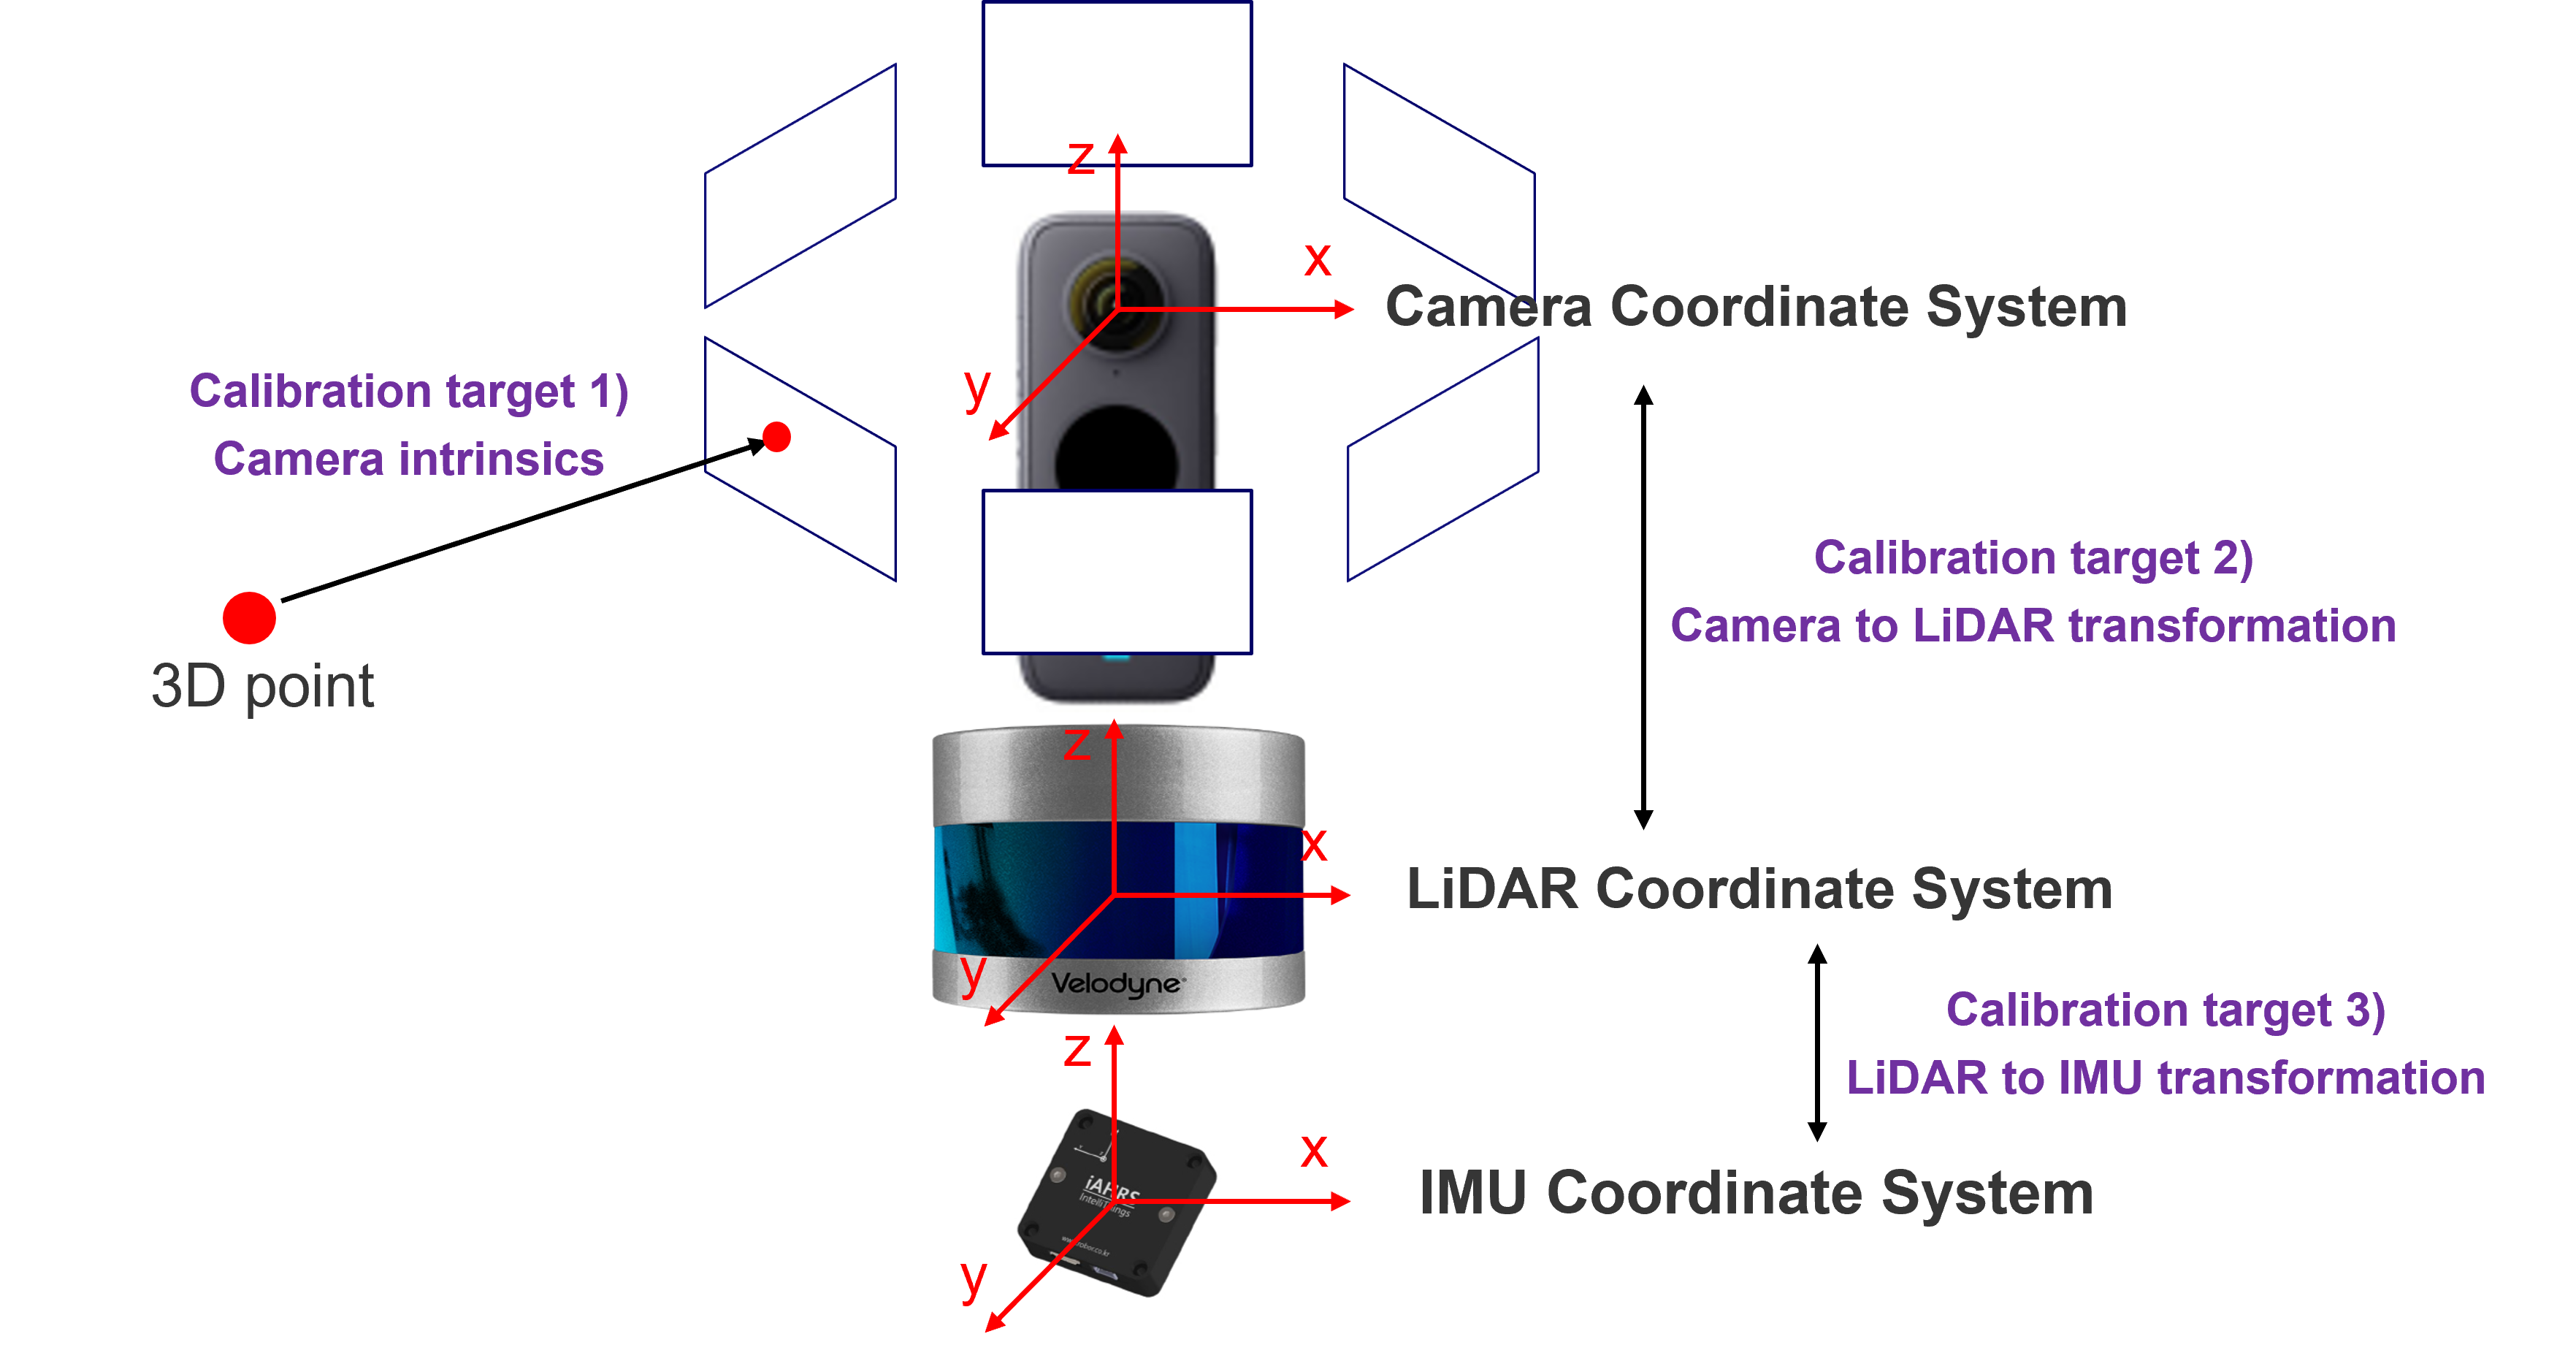 z
x
Camera Coordinate System
y
Calibration target 1)
Camera intrinsics
3D point
Calibration target 2)
Camera to LiDAR transformation
z
x
LiDAR Coordinate System
y
Velodyne
Calibration target 3)
LiDAR to IMU transformation
z
x
iAHRS
IntelliThings
IMU Coordinate System
y